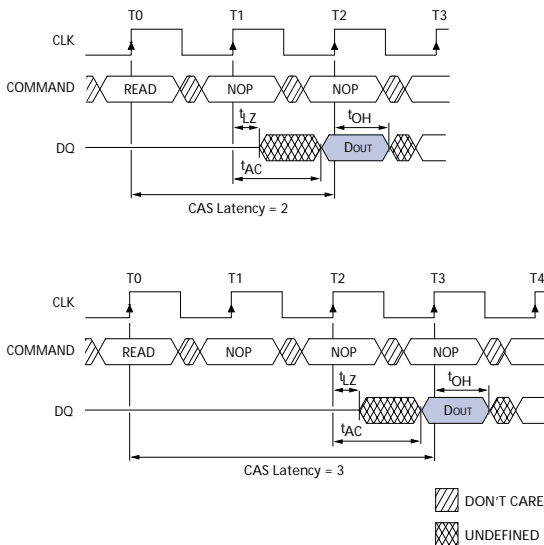 T0 T1 T2 T3
CLK
COMMAND READ NOP NOP
tLZ tOH
DQ DOUT
tAC
CAS Latency = 2
T0 T1 T2 T3 T4
CLK
COMMAND READ NOP NOP NOP
tLZ tOH
DQ DOUT
tAC
CAS Latency = 3
DON'T CARE
UNDEFINED